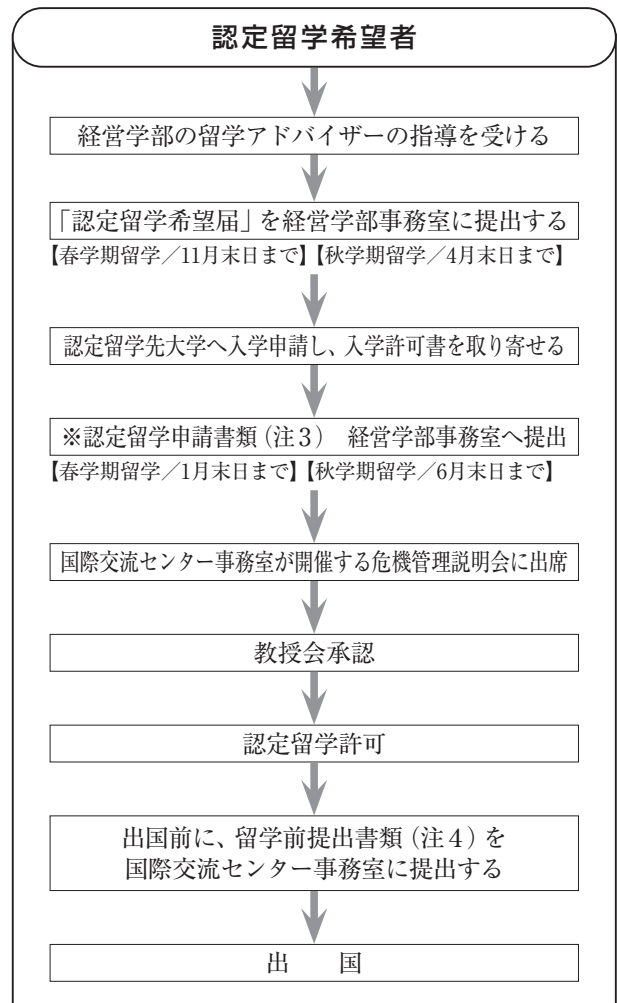 認定留学希望者
経営学部の留学アドバイザーの指導を受ける
「認定留学希望届」を経営学部事務室に提出する
【春学期留学／11月末日まで】【秋学期留学／4月末日まで】
認定留学先大学へ入学申請し、入学許可書を取り寄せる
※認定留学申請書類（注３）　経営学部事務室へ提出
【春学期留学／1月末日まで】【秋学期留学／6月末日まで】
国際交流センター事務室が開催する危機管理説明会に出席
教授会承認
認定留学許可
出国前に、留学前提出書類（注４）を
国際交流センター事務室に提出する
出　　国